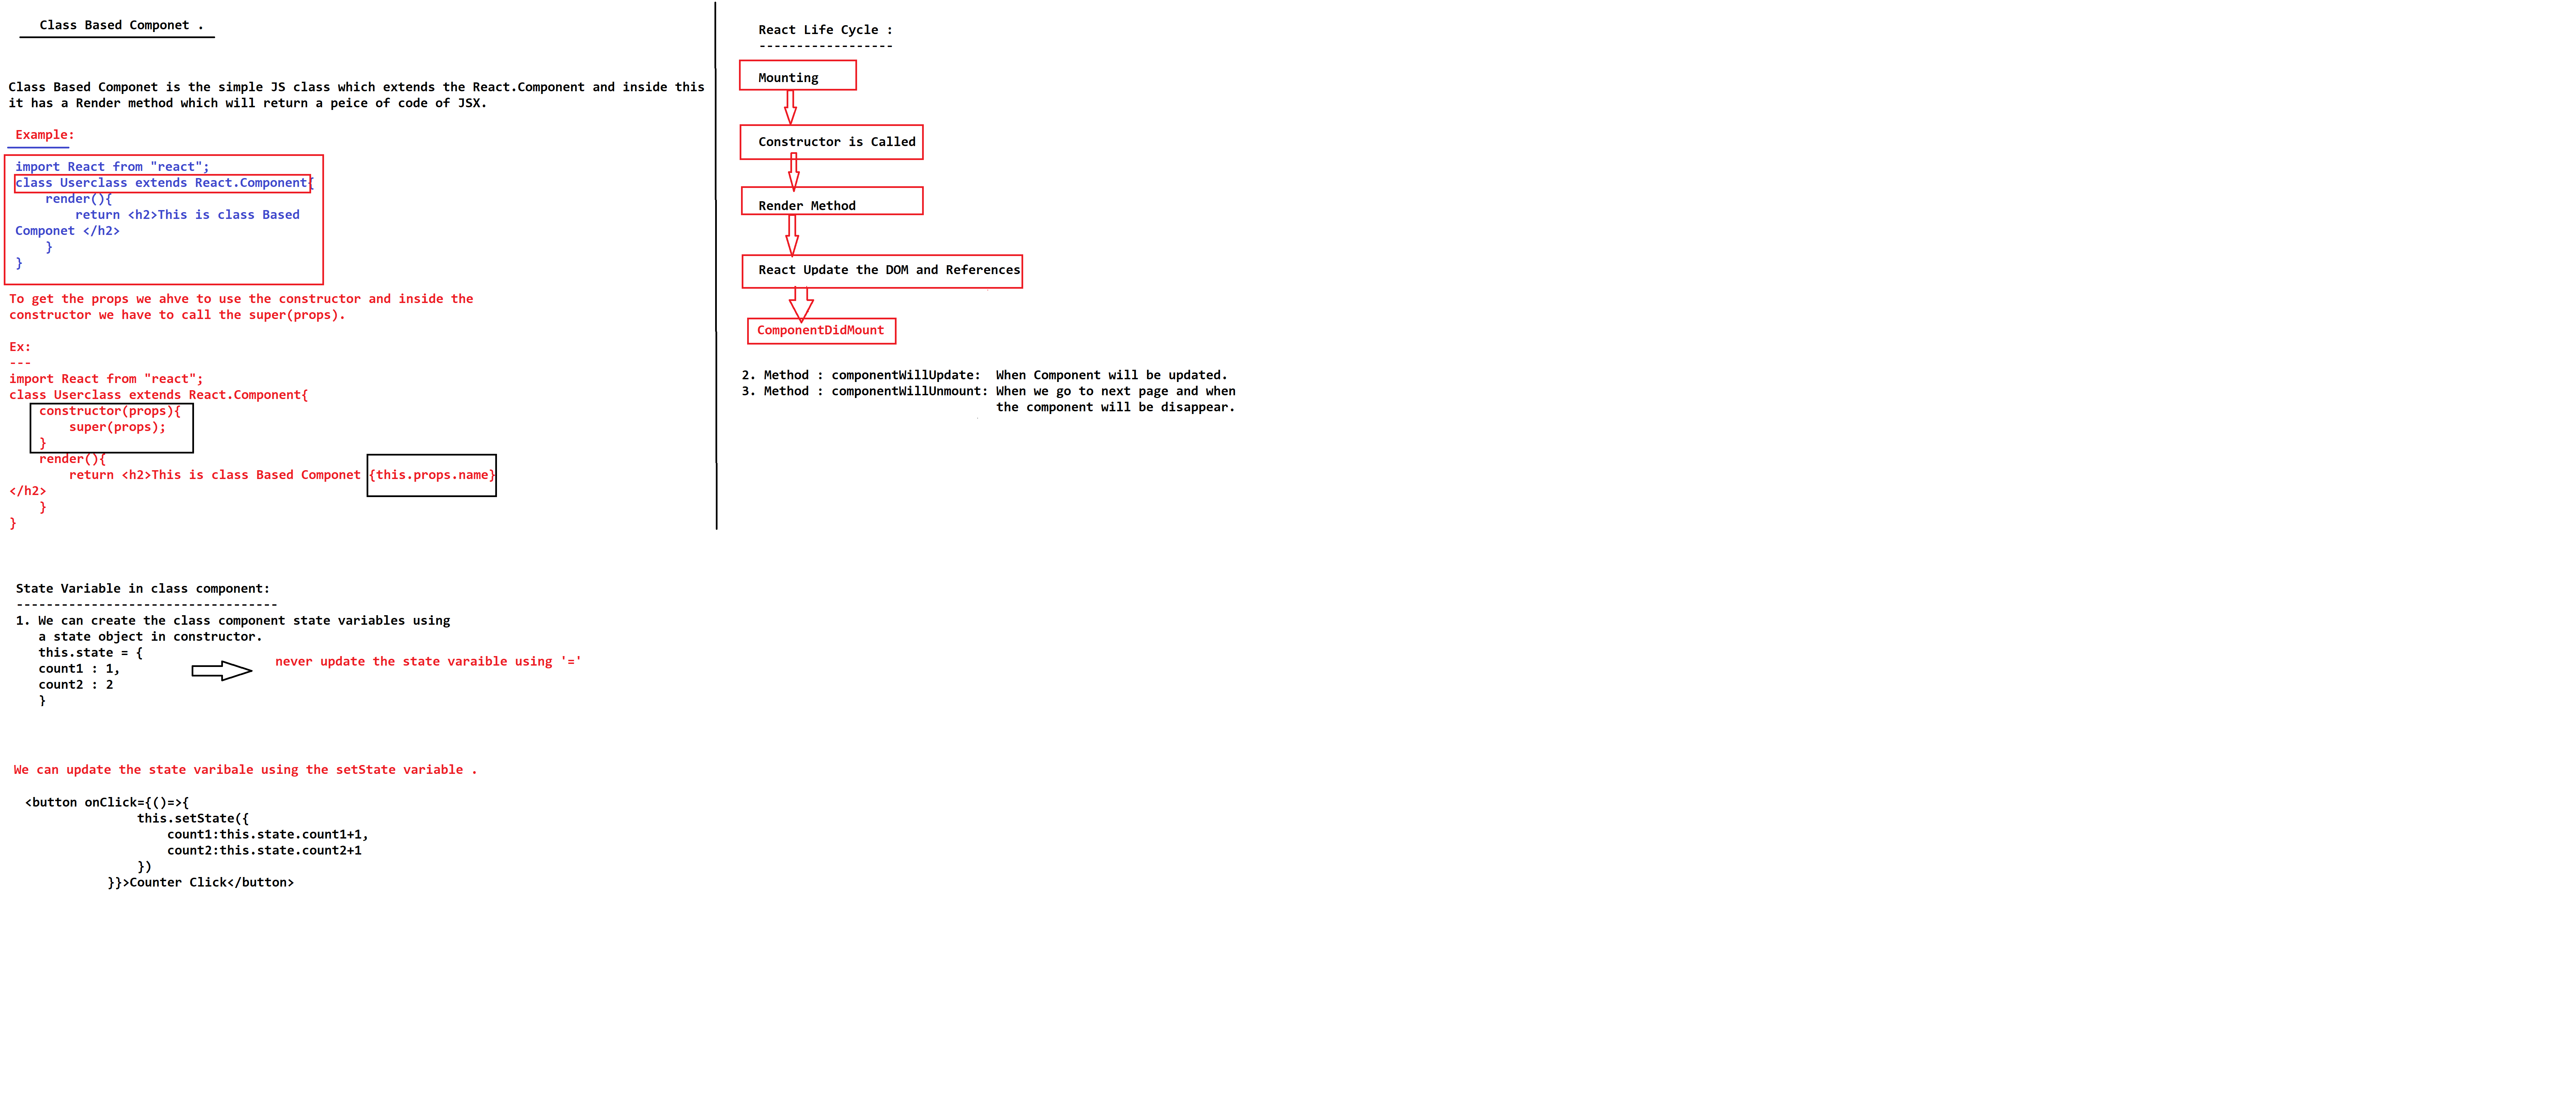 Class Based Componet .
Class Based Componet is the simple JS class which extends the React.Component and inside this
it has a Render method which will return a peice of code of JSX.
Example:
import React from "react";
class Userclass extends React.Component{
render(){
return <h2>This is class Based
Componet </h2>
}
}
To get the props we ahve to use the constructor and inside the
constructor we have to call the super(props).
Ex:
---
import React from "react";
class Userclass extends React.Component{
constructor(props){
super(props);
}
render(){
return <h2>This is class Based Componet {this.props.name}
</h2>
}
}
State Variable in class component:
-----------------------------------
1. We can create the class component state variables using
a state object in constructor.
this.state = {
count1 : 1,
count2 : 2
}
never update the state varaible using '='
We can update the state varibale using the setState variable .
<button onClick={()=>{
this.setState({
count1:this.state.count1+1,
count2:this.state.count2+1
})
}}>Counter Click</button>
React Life Cycle :
------------------
Mounting
Constructor is Called
Render Method
React Update the DOM and References
ComponentDidMount
2. Method : componentWillUpdate: When Component will be updated.
3. Method : componentWillUnmount: When we go to next page and when
the component will be disappear.